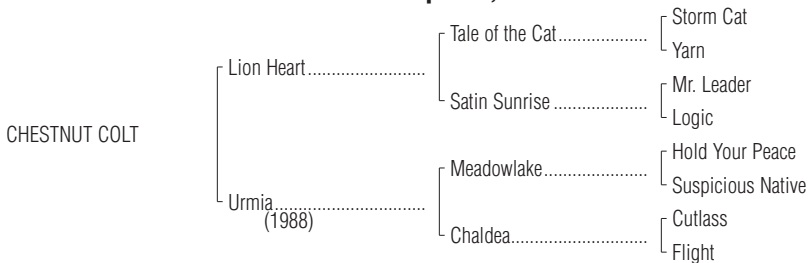 Storm Cat
Tale of the Cat...................
Yarn
Lion Heart.........................
Mr. Leader
Satin Sunrise ....................
Logic
CHESTNUT COLT
Hold Your Peace
Meadowlake......................
Suspicious Native
Urmia................................
(1988)
Cutlass
Chaldea.............................
Flight